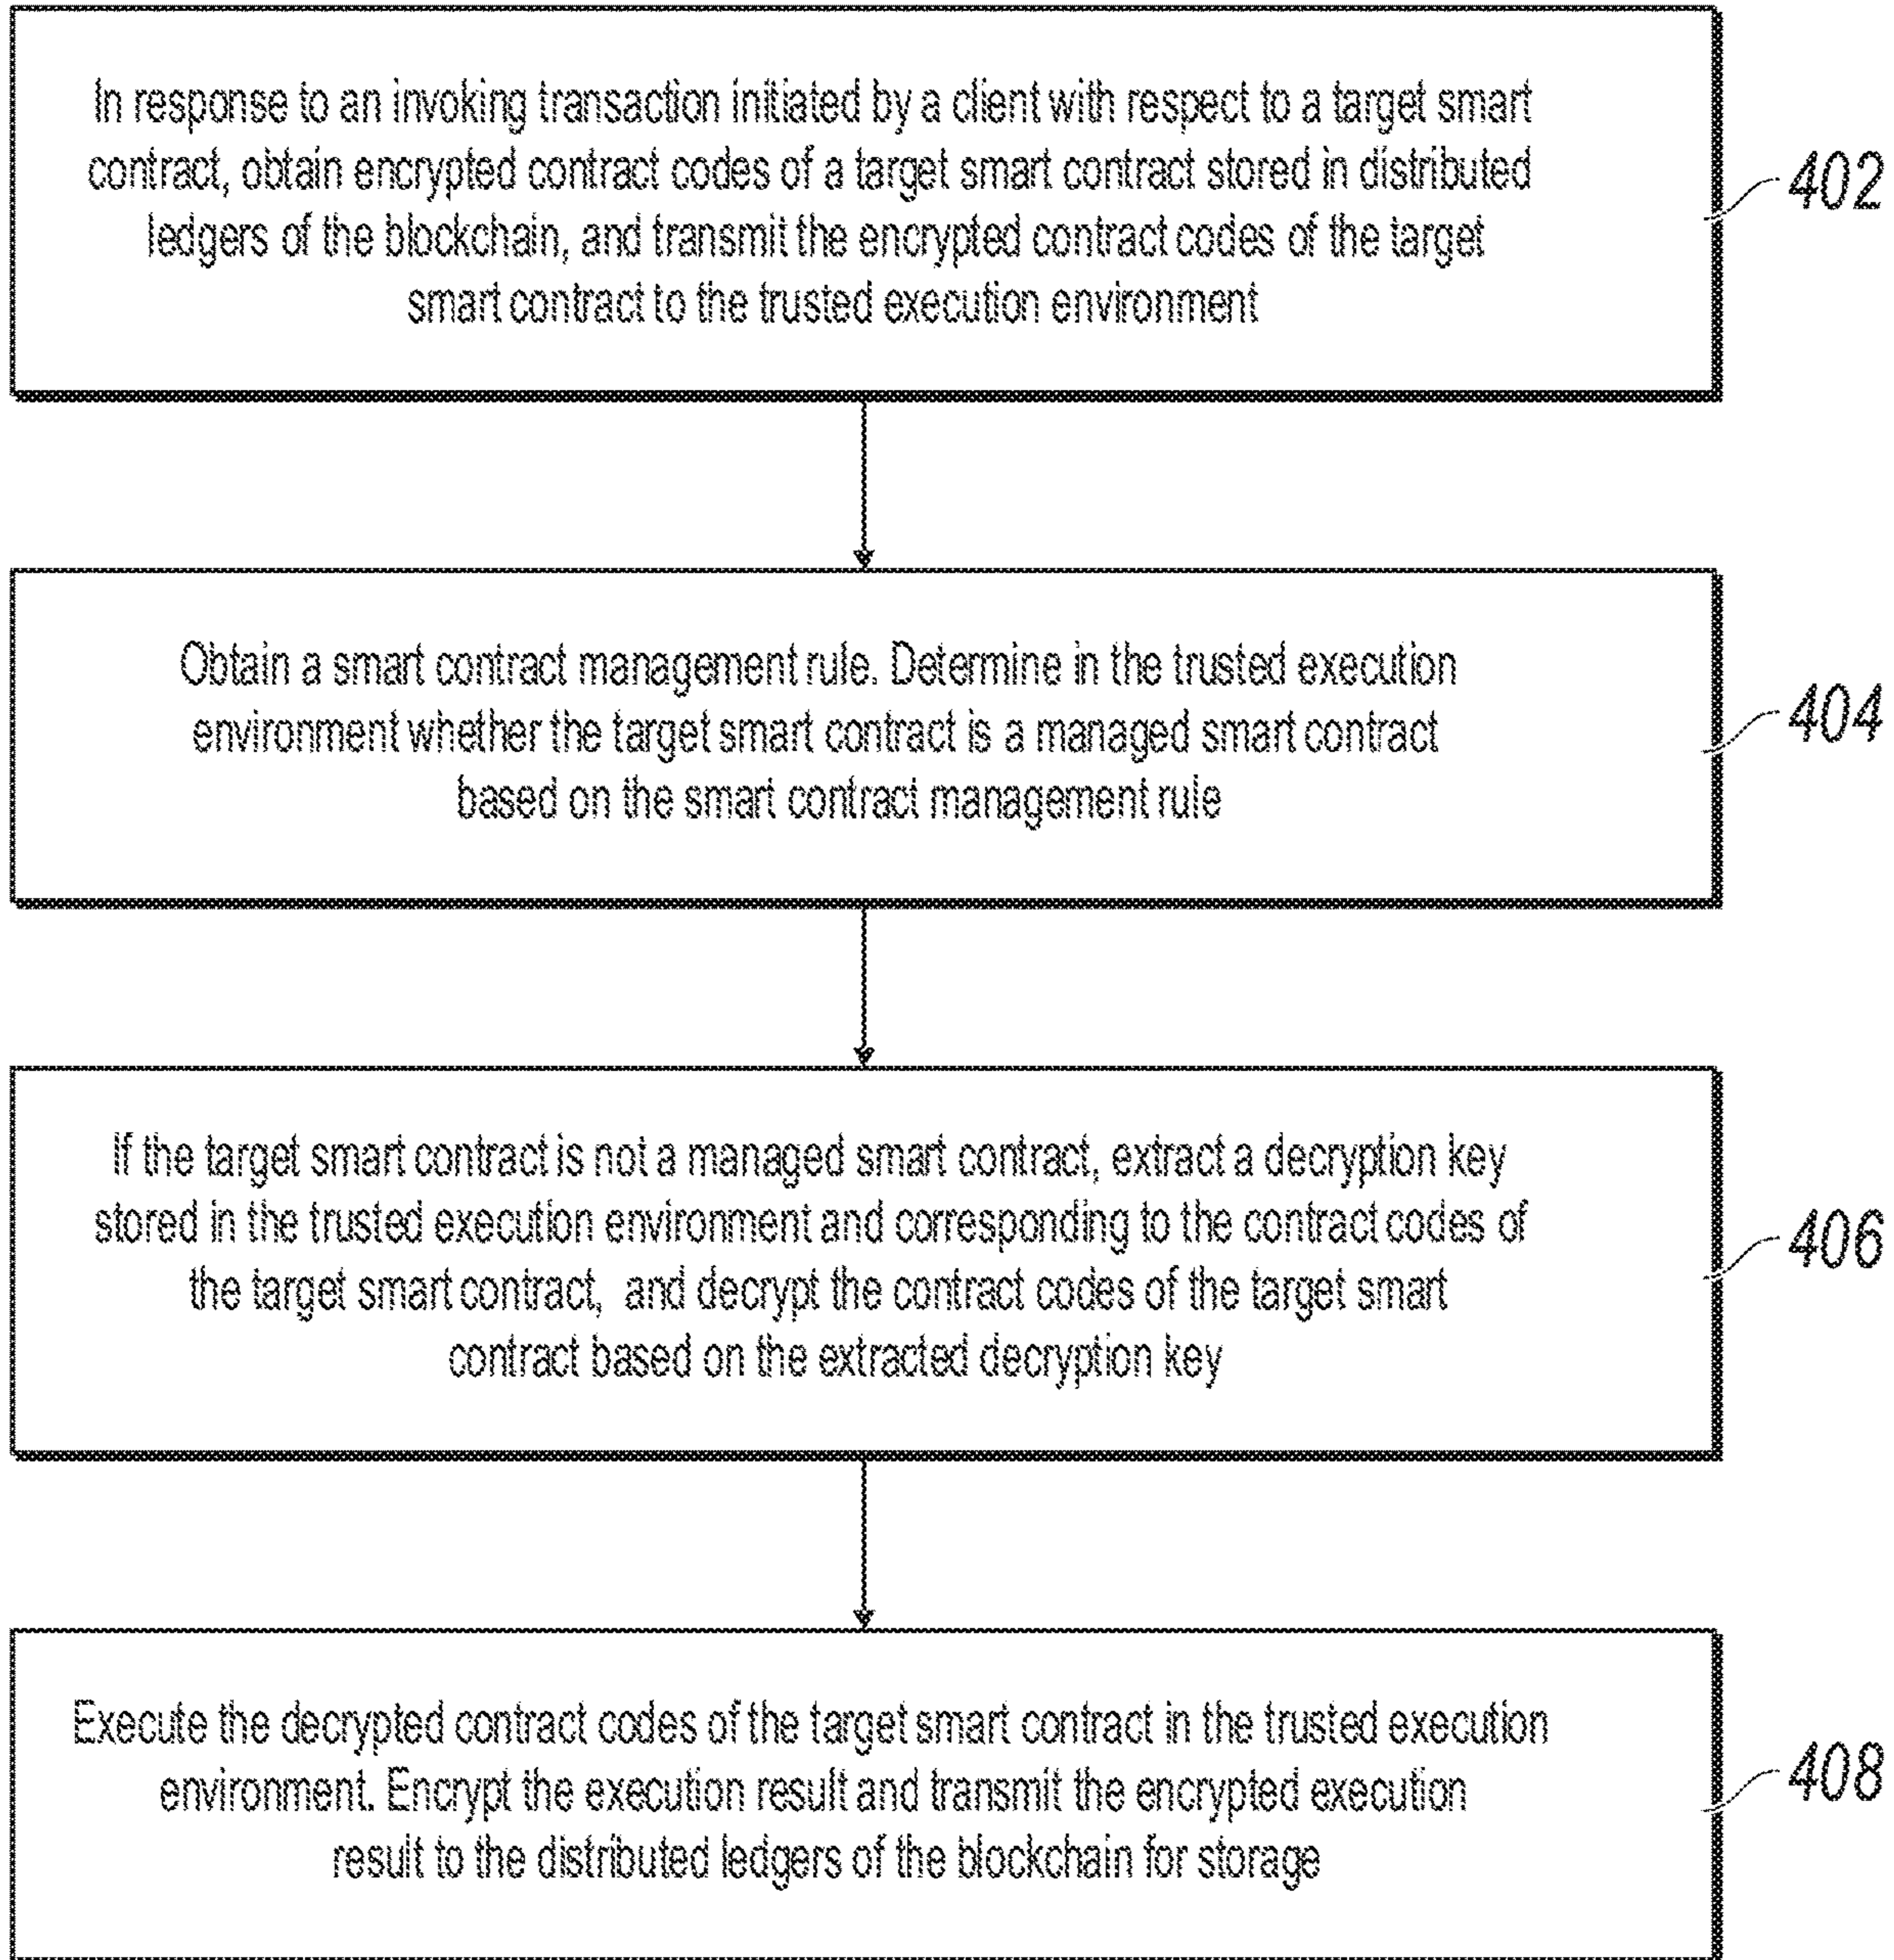 In response to an invoking transaction initiated by a client with respect to a target smart
contract, obtain encrypted contract codes of a target smart contract stored in distributed
ledgers of the blockchain, and transmit the encrypted contract codes of the target
smart contract to the trusted execution environment
402
Obtain a smart contract management rule. Determine in the trusted execution
environment whether the target smart contract is a managed smart contract
based on the smart contract management rule
404
If the target smart contract is not a managed smart contract, extract a decryption key
stored in the trusted execution environment and corresponding to the contract codes of
the target smart contract, and decrypt the contract codes of the target smart
contract based on the extracted decryption key
406
Execute the decrypted contract codes of the target smart contract in the trusted execution
environment. Encrypt the execution result and transmit the encrypted execution
result to the distributed ledgers of the blockchain for storage
408